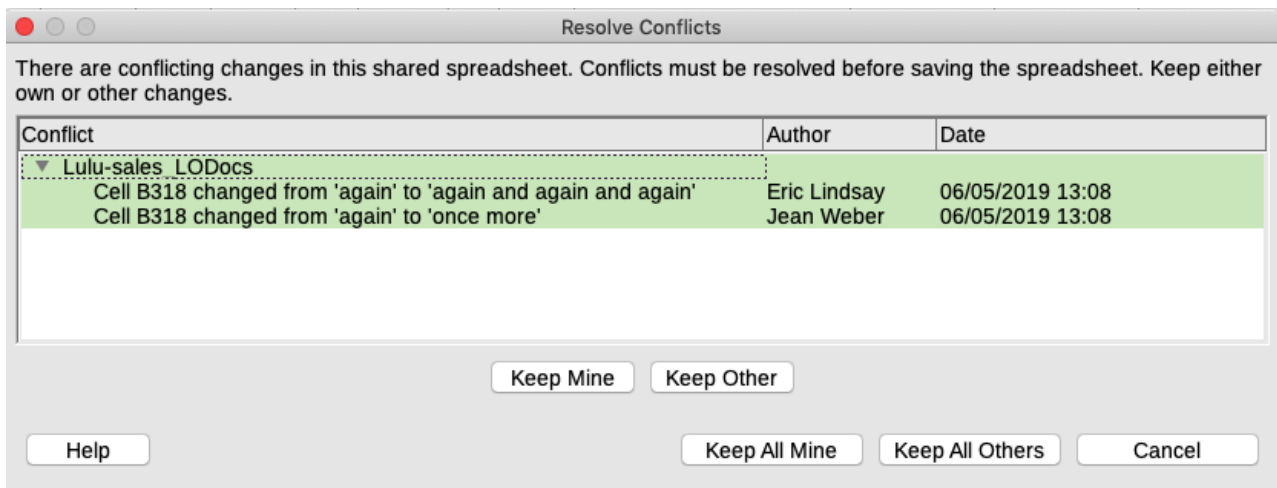 Resolve Conflicts
There are conflicting changes in this shared spreadsheet. Conflicts must be resolved before saving the spreadsheet. Keep either
own or other changes.
Conflict Author Date
Lulu-sales_LODocs
Cell B318 changed from 'again' to 'again and again and again' Eric Lindsay 06/05/2019 13:08
Cell B318 changed from 'again' to 'once more' Jean Weber 06/05/2019 13:08
Keep Mine Keep Other
Help Keep All Mine Keep All Others Cancel